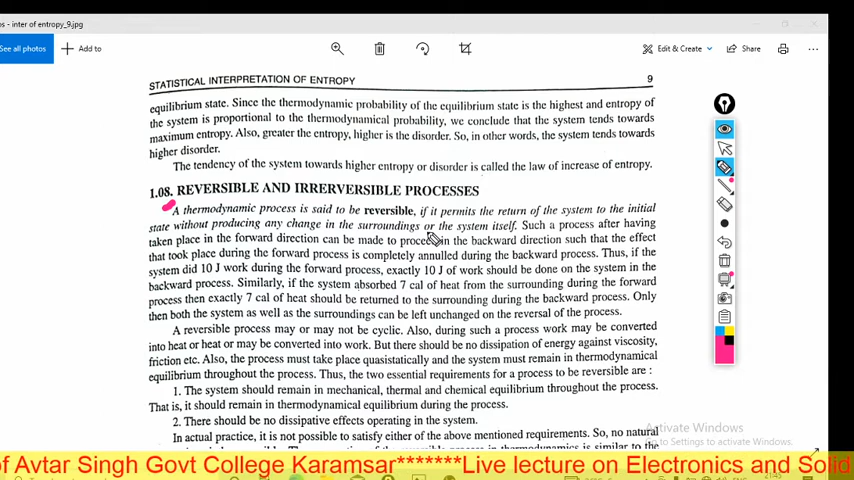 os - inter of entropy_9.jpg
See all photos
Add to
Edit & Create
Share
STATISTICAL INTERPRETATION OF ENTROPY 9
equilibrium state. Since the thermodynamic probability of the equilibrium state is the highest and entropy of
the system is proportional to the thermodynamical probability, we conclude that the system tends towards
maximum entropy. Also, greater the entropy, higher is the disorder. So, in other words, the system tends towards
higher disorder.
The tendency of the system towards higher entropy or disorder is called the law of increase of entropy.
1.08. REVERSIBLE AND IRRERVERSIBLE PROCESSES
A thermodynamic process is said to be reversible, if it permits the return of the system to the initial
state without producing any change in the surroundings or the system itself. Such a process after having
taken place in the forward direction can be made to proceed in the backward direction such that the effect
that took place during the forward process is completely annulled during the backward process. Thus, if the
system did 10 J work during the forward process, exactly 10 J of work should be done on the system in the
backward process. Similarly, if the system absorbed 7 cal of heat from the surrounding during the forward
process then exactly 7 cal of heat should be returned to the surrounding during the backward process. Only
then both the system as well as the surroundings can be left unchanged on the reversal of the process.
A reversible process may or may not be cyclic. Also, during such a process work may be converted
into heat or heat may be converted into work. But there should be no dissipation of energy against viscosity,
friction etc. Also, the process must take place quasistatically and the system must remain in thermodynamical
equilibrium throughout the process. Thus, the two essential requirements for a process to be reversible are :
1. The system should remain in mechanical, thermal and chemical equilibrium throughout the process.
That is, it should remain in thermodynamical equilibrium during the process.
2. There should be no dissipative effects operating in the system.
In actual practice, it is not possible to satisfy either of the above mentioned requirements. So, no natural
Activate Windows
Go to Settings to activate Windows.
of Avtar Singh Govt College Karamsar*******Live lecture on Electronics and Solid